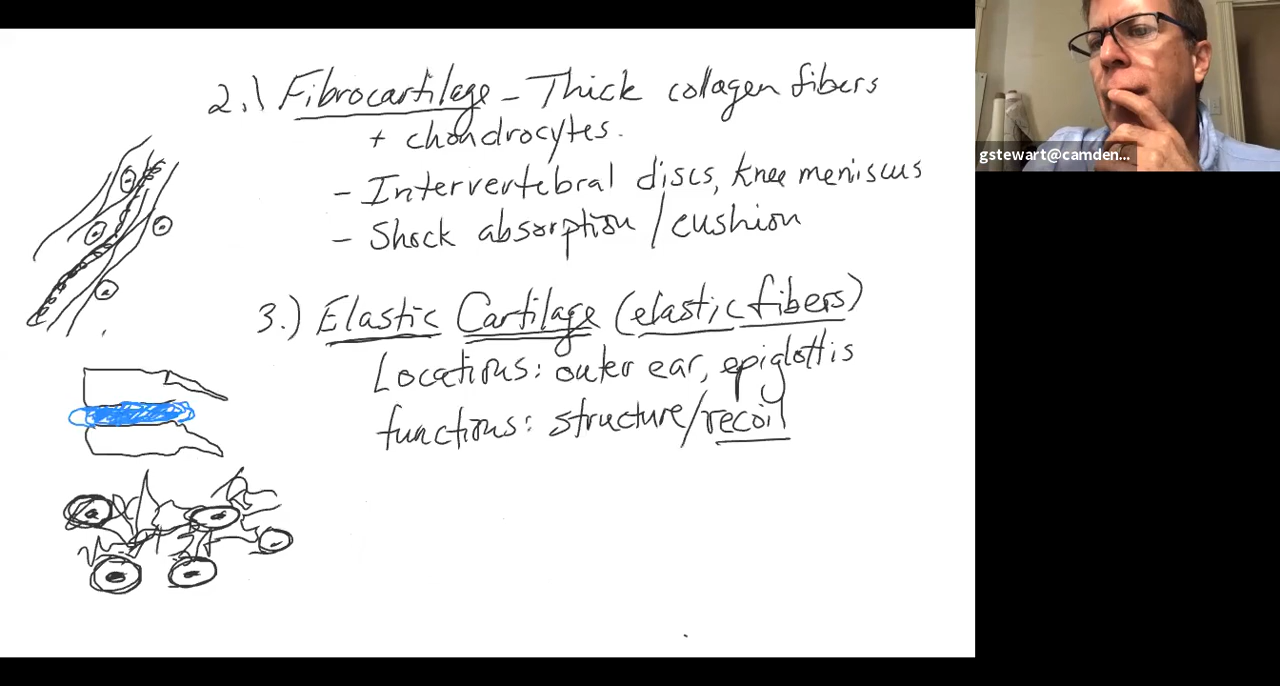 2.) Fibrocartilage – Thick collagen fibers
+ chondrocytes.
- Intervertebral discs, knee meniscus
- Shock absorption / cushion
3.) Elastic Cartilage (elastic fibers)
Locations: outer ear, epiglottis
functions: structure/recoil
gstewart@camden...